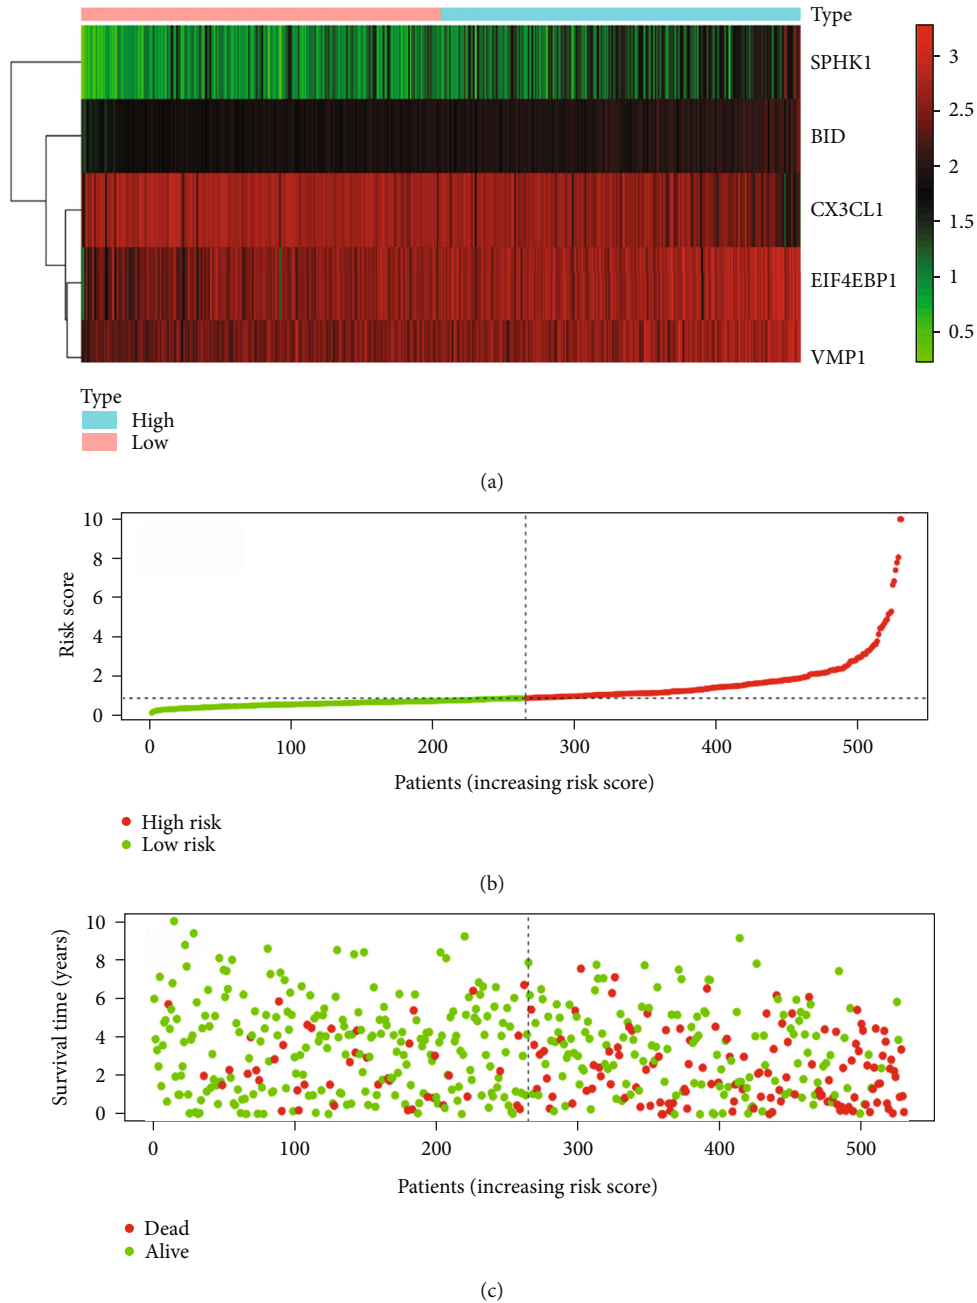 Type
SPHK1
BID
CX3CL1
EIF4EBP1
VMP1
3
2.5
2
1.5
1
0.5
Type
High
Low
(a)
10
8
6
4
2
0
Risk score
0 100 200 300 400 500
Patients (increasing risk score)
High risk
Low risk
(b)
10
8
6
4
2
0
Survival time (years)
0 100 200 300 400 500
Patients (increasing risk score)
Dead
Alive
(c)